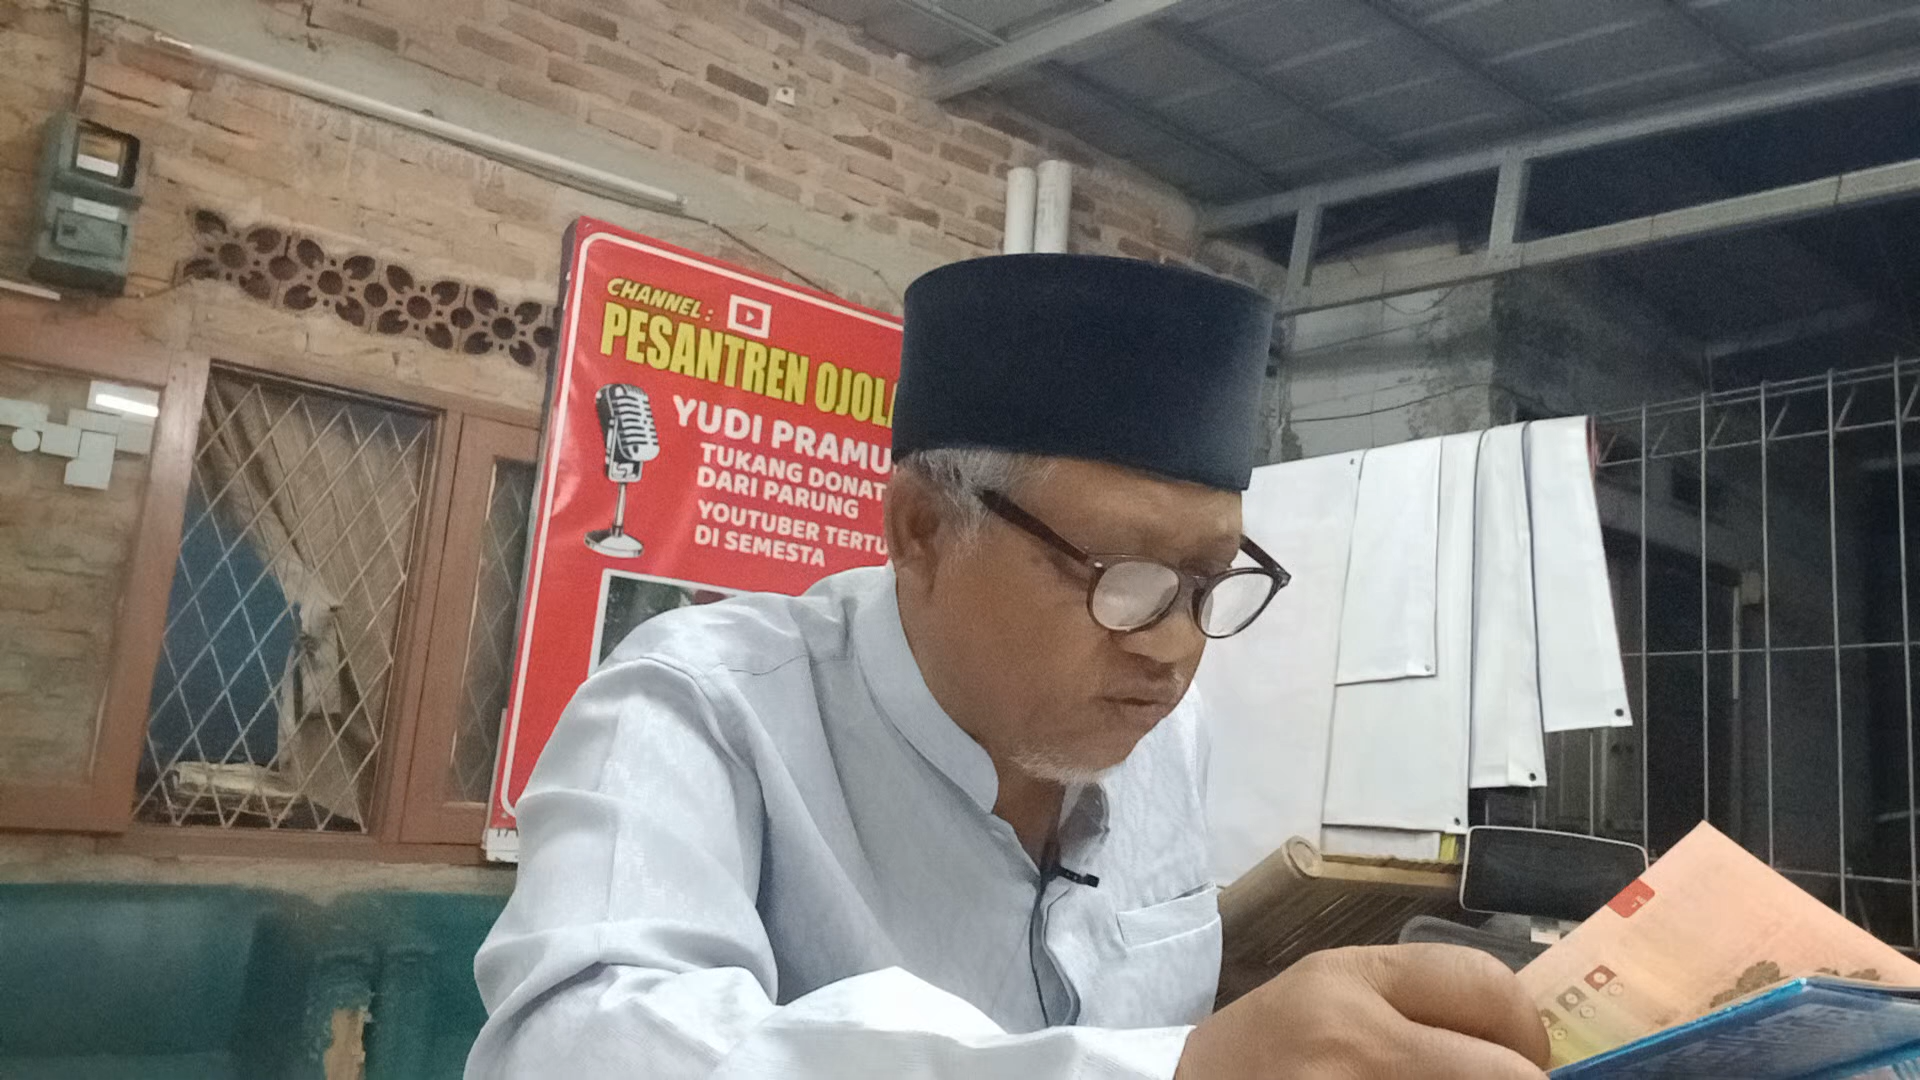 CHANNEL:
PESANTREN OJOL
YUDI PRAMU
TUKANG DONAT
DARI PARUNG
YOUTUBER TERTU
DI SEMESTA